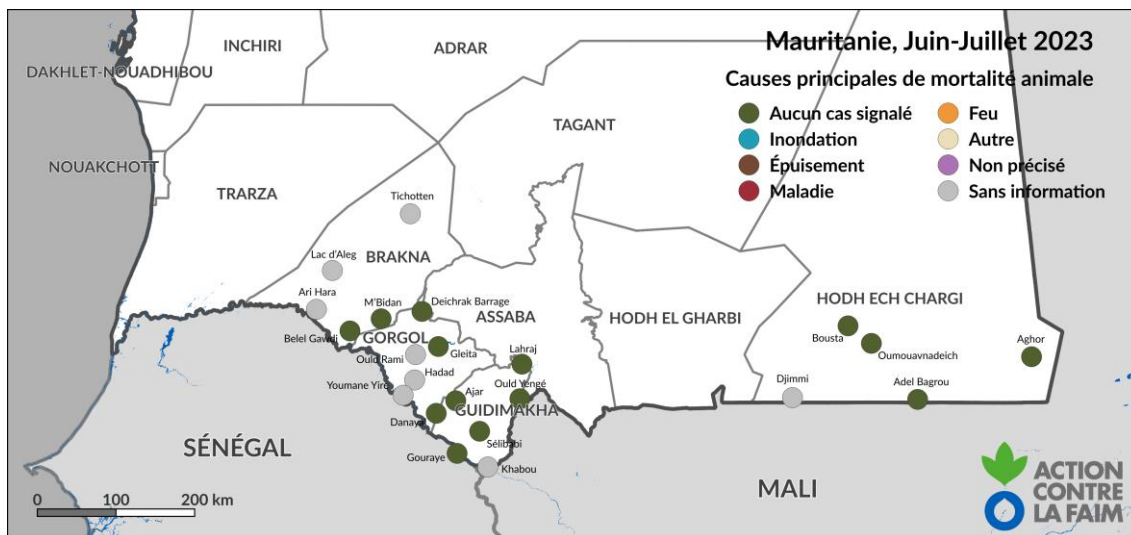 Mauritanie, Juin-Juillet 2023
Causes principales de mortalité animale
Aucun cas signalé
Inondation
Épuisement
Maladie
Feu
Autre
Non précisé
Sans information
INCHIRI
ADRAR
DAKHLET-NOUADHIBOU
TAGANT
NOUAKCHOTT
TRARZA
Tichotten
Lac d'Aleg
BRAKNA
Ari Hara
M'Bidan
Deichrak Barrage
ASSABA
HODH EL GHARBI
HODH ECH CHARGI
Belel Gawdi
GORGOL
Gleita
Ould Rami
Lahraj
Bousta
Oumouavnadeich
Aghor
Hadad
Youmane Yire
Ajar
Ould Yengé
Djimmi
Adel Bagrou
GUIDIMAKHA
Danaya
Sélibabi
Gouraye
Khabou
SÉNÉGAL
MALI
0 100 200 km
ACTION
CONTRE
LA FAIM